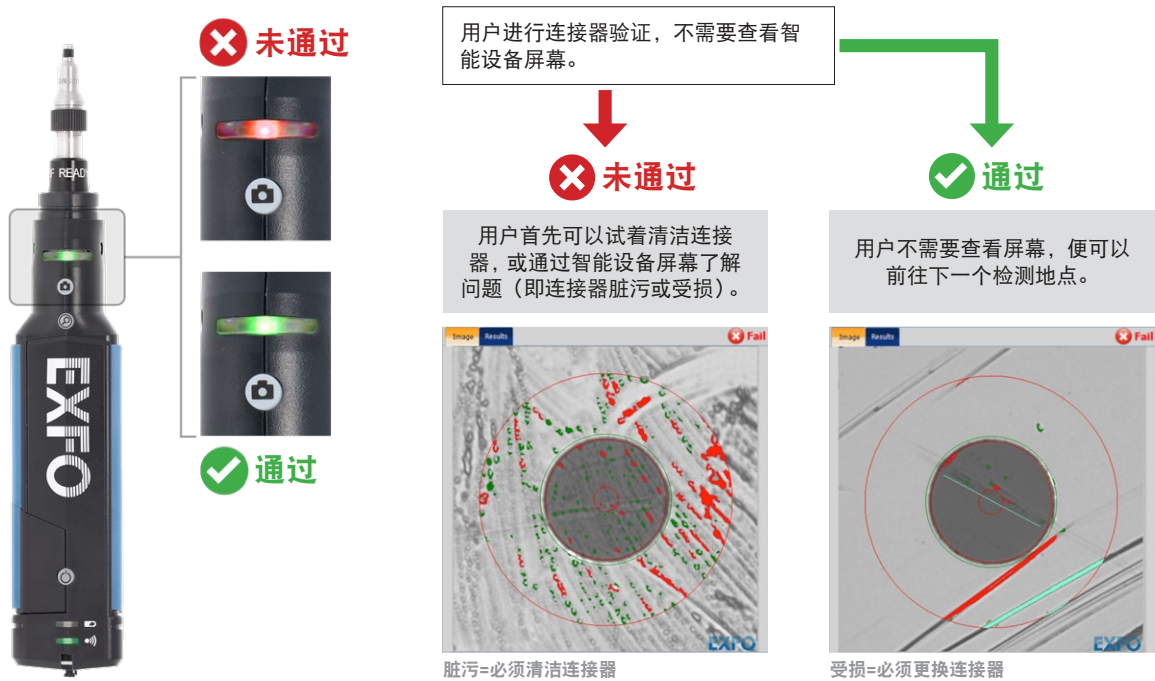 未通过
F READ
EXFO
通过
用户进行连接器验证，不需要查看智
能设备屏幕。
未通过
通过
用户首先可以试着清洁连接
器，或通过智能设备屏幕了解
问题（即连接器脏污或受损）。
用户不需要查看屏幕，便可以
前往下一个检测地点。
Image
Results
Fail
EXFO
Image
Results
Fail
EXFO
脏污=必须清洁连接器
受损=必须更换连接器